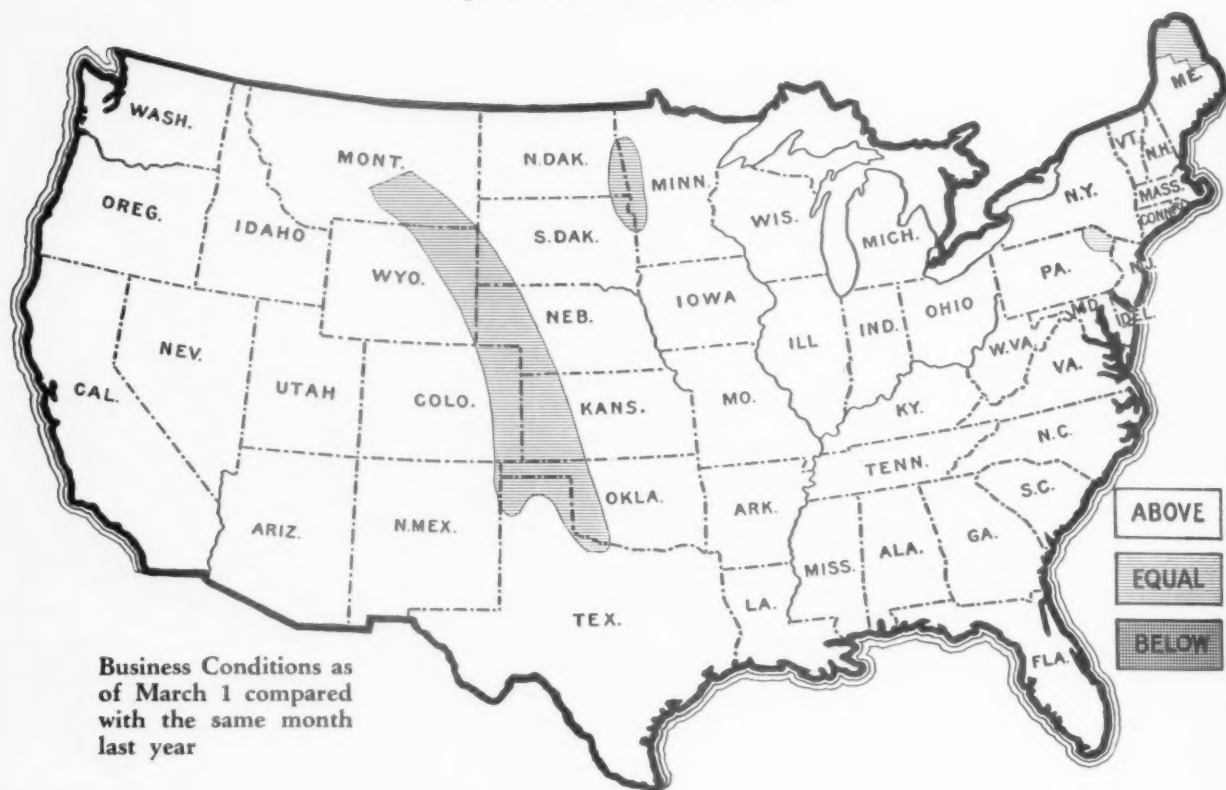 WASH.
MONT.
N.DAK.
MINN.
ME.
VT.
N.H.
OREG.
IDAHO
S.DAK.
WIS.
MICH.
N.Y.
MASS.
CONN.
WYO.
NEB.
IOWA
PA.
NEV.
UTAH
COLO.
KANS.
MO.
ILL
IND.
OHIO
W.VA.
MD.
DEL.
VA.
CAL.
KY.
N.C.
TENN.
ARIZ.
N.MEX.
OKLA.
ARK.
S.C.
MISS.
ALA.
GA.
TEX.
LA.
FLA.
ABOVE
EQUAL
BELOW
Business Conditions as
of March 1 compared
with the same month
last year